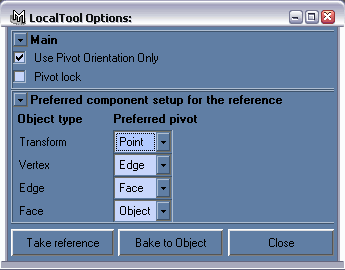 LocalTool Options:
Main
Use Pivot Orientation Only
Pivot lock
Preferred component setup for the reference
Object type Preferred pivot
Transform Point
Vertex Edge
Edge Face
Face Object
Take reference Bake to Object Close